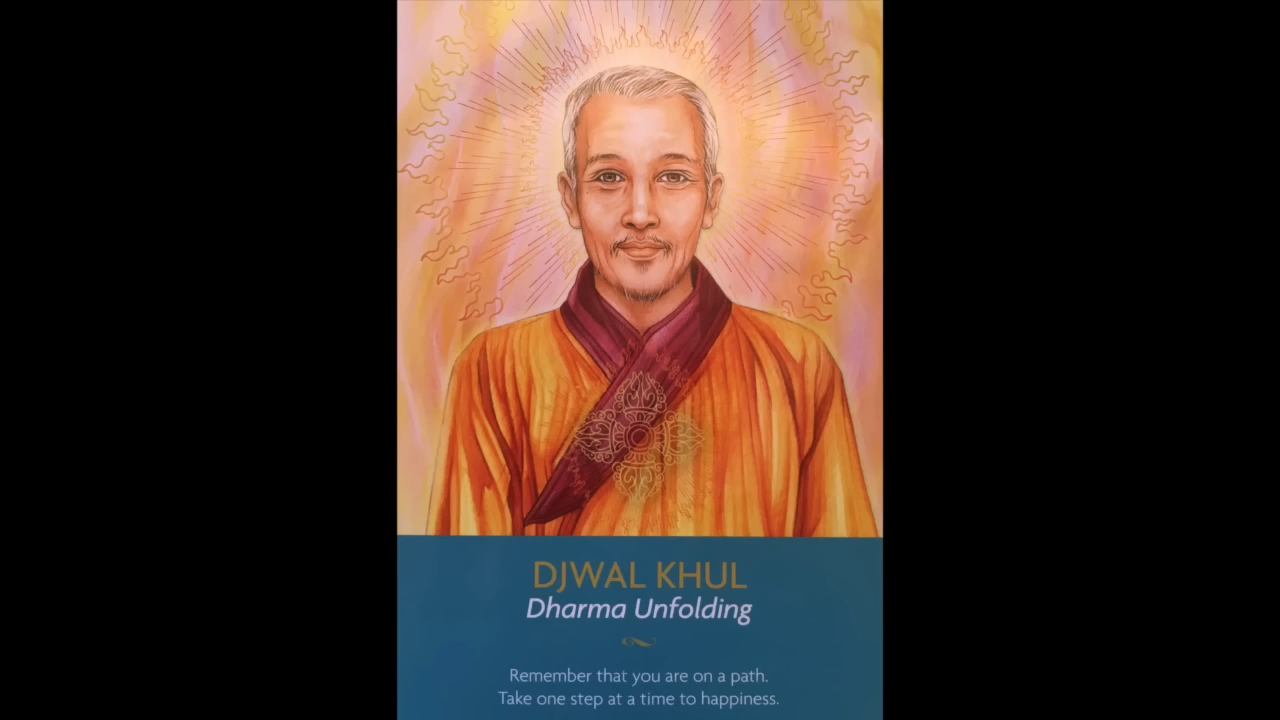 DJWAL KHUL
Dharma Unfolding
Remember that you are on a path.
Take one step at a time to happiness.